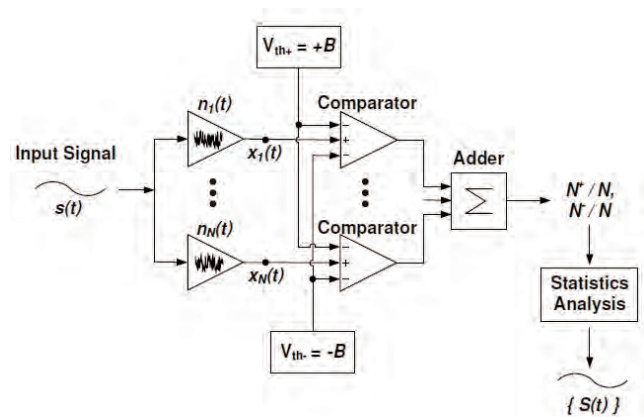 V_th+ = +B
n_1(t)
Comparator
Input Signal
x_1(t)
Adder
s(t)
Σ
N^+ / N,
N^- / N
n_N(t)
Comparator
x_N(t)
Statistics
Analysis
V_th- = -B
{ S(t) }